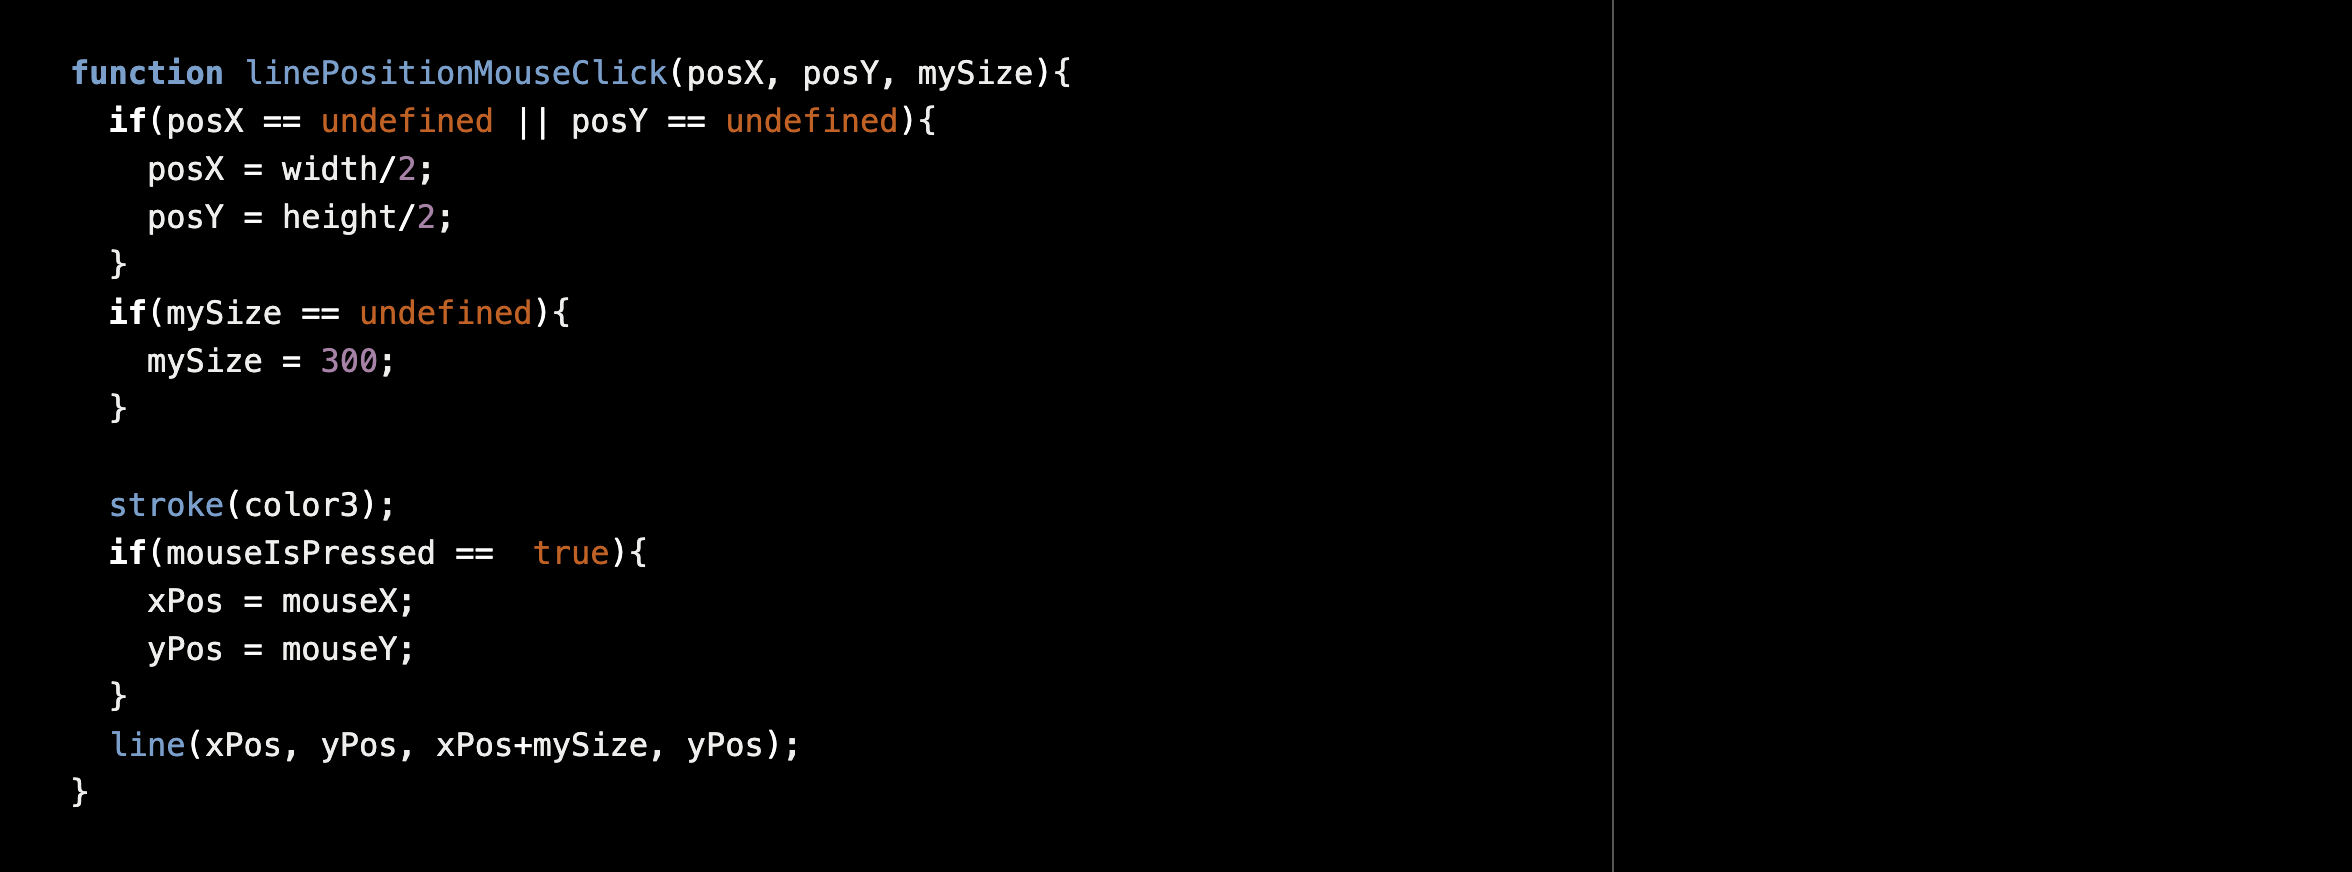 function linePositionMouseClick(posX, posY, mySize){
  if(posX == undefined || posY == undefined){
    posX = width/2;
    posY = height/2;
  }
  if(mySize == undefined){
    mySize = 300;
  }

  stroke(color3);
  if(mouseIsPressed ==  true){
    xPos = mouseX;
    yPos = mouseY;
  }
  line(xPos, yPos, xPos+mySize, yPos);
}